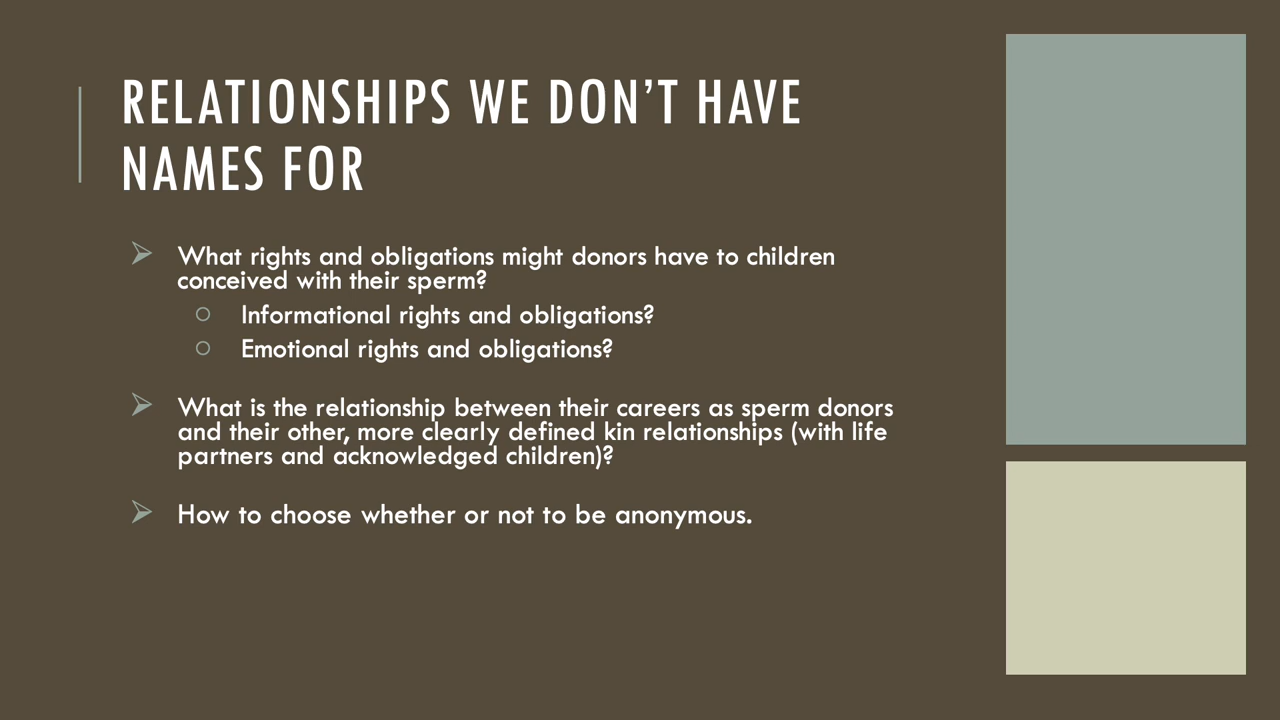 RELATIONSHIPS WE DON’T HAVE
NAMES FOR
What rights and obligations might donors have to children
conceived with their sperm?
Informational rights and obligations?
Emotional rights and obligations?
What is the relationship between their careers as sperm donors
and their other, more clearly defined kin relationships (with life
partners and acknowledged children)?
How to choose whether or not to be anonymous.